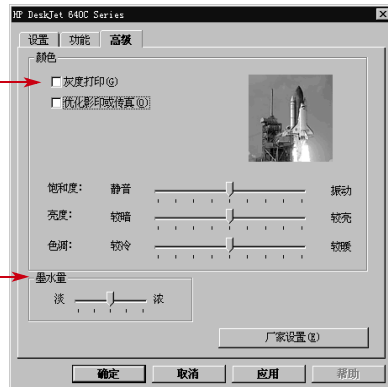 HP DeskJet 640C Series
设置 功能 高级
颜色
灰度打印(G)
优化影印或传真(O)
饱和度: 静音 振动
亮度: 较暗 较亮
色调: 较冷 较暖
墨水量
淡 浓
厂家设置(E)
确定 取消 应用 帮助